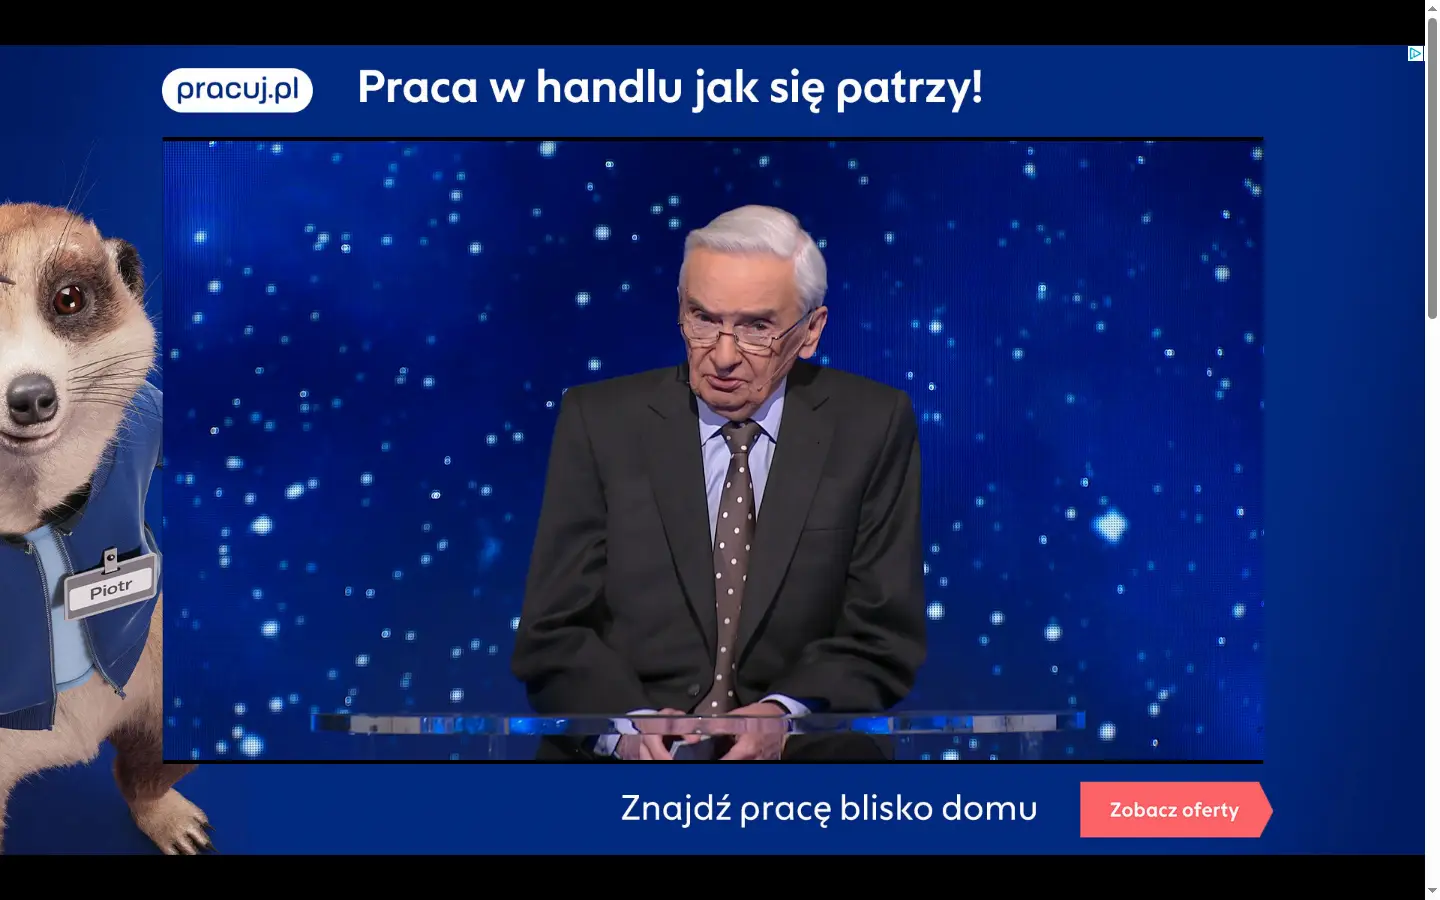 pracuj.pl
Praca w handlu jak się patrzy!
Piotr
Znajdź pracę blisko domu
Zobacz oferty